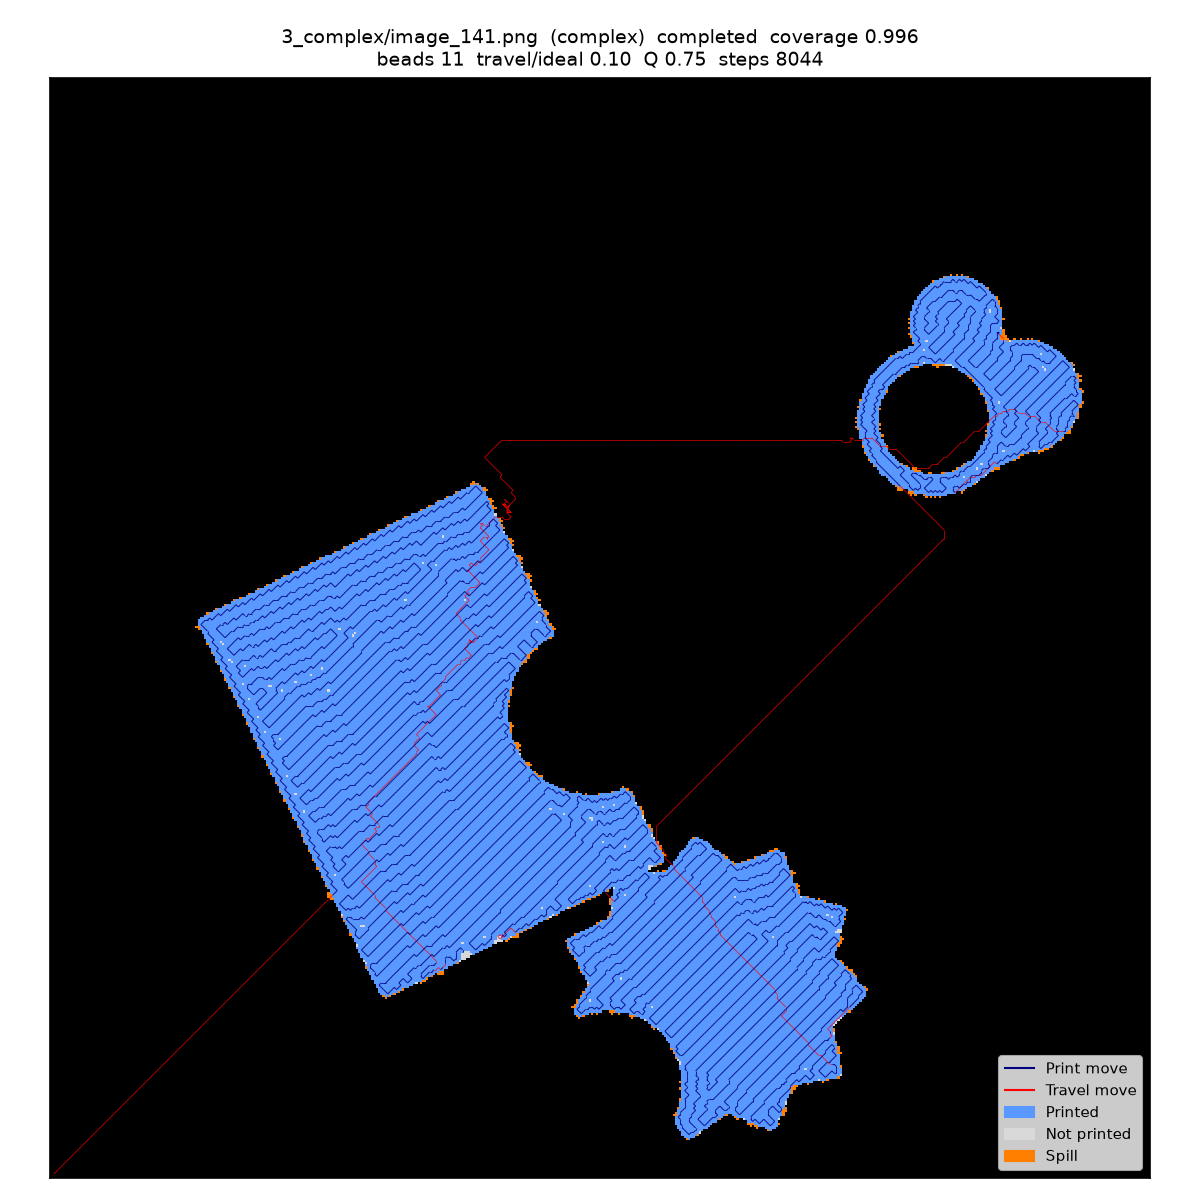 3_complex/image_141.png  (complex)  completed  coverage 0.996
beads 11  travel/ideal 0.10  Q 0.75  steps 8044
Print move
Travel move
Printed
Not printed
Spill